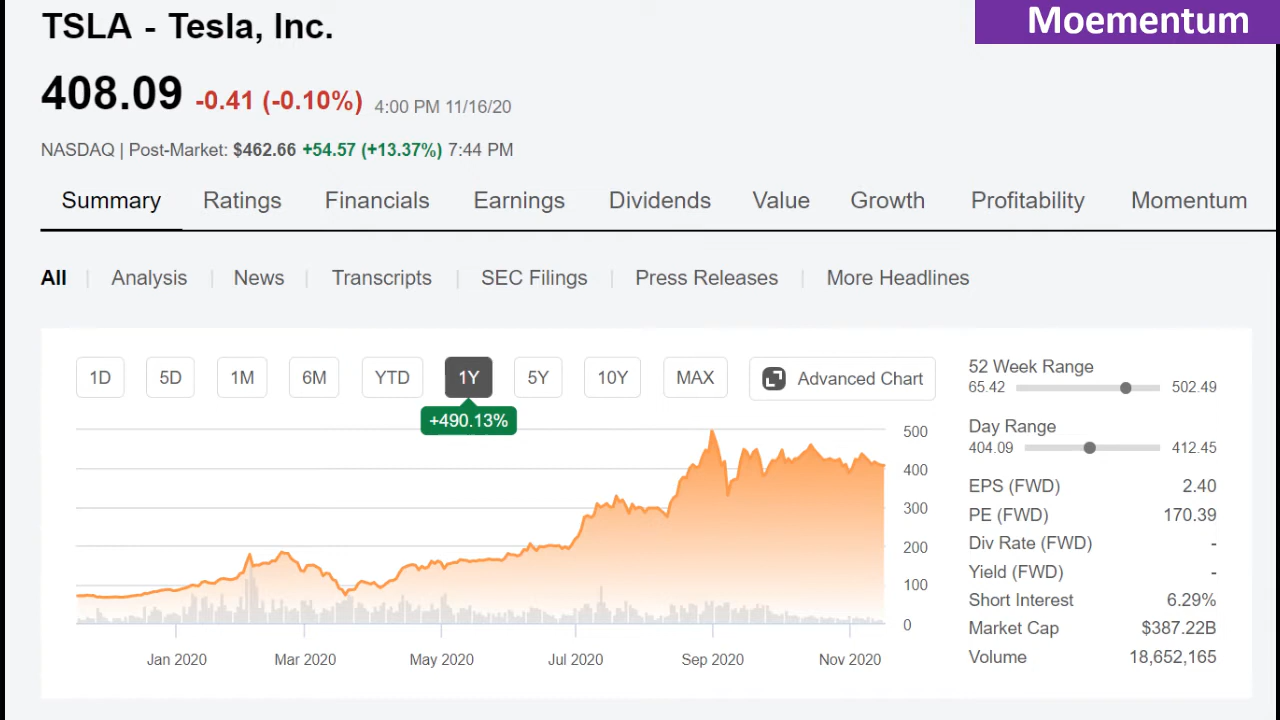 Moementum
TSLA - Tesla, Inc.
408.09 -0.41 (-0.10%) 4:00 PM 11/16/20
NASDAQ | Post-Market: $462.66 +54.57 (+13.37%) 7:44 PM
Summary Ratings Financials Earnings Dividends Value Growth Profitability Momentum
All | Analysis | News | Transcripts | SEC Filings | Press Releases | More Headlines
1D 5D 1M 6M YTD 1Y 5Y 10Y MAX Advanced Chart
+490.13%
500
400
300
200
100
0
Jan 2020 Mar 2020 May 2020 Jul 2020 Sep 2020 Nov 2020
52 Week Range
65.42 502.49
Day Range
404.09 412.45
EPS (FWD) 2.40
PE (FWD) 170.39
Div Rate (FWD) -
Yield (FWD) -
Short Interest 6.29%
Market Cap $387.22B
Volume 18,652,165